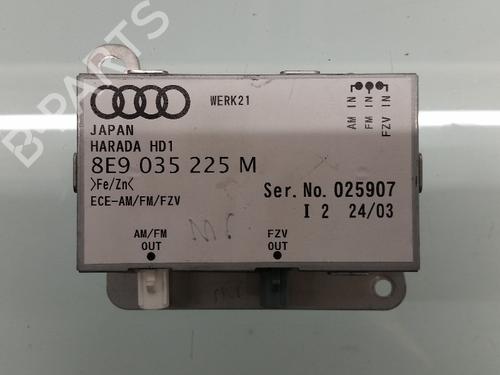 B-PARTS
WERK21
AM IN
FM IN
FZV IN
JAPAN
HARADA HD1
8E9 035 225 M
>Fe/Zn<
ECE-AM/FM/FZV
Ser. No. 025907
I 2 24/03
AM/FM
OUT
FZV
OUT